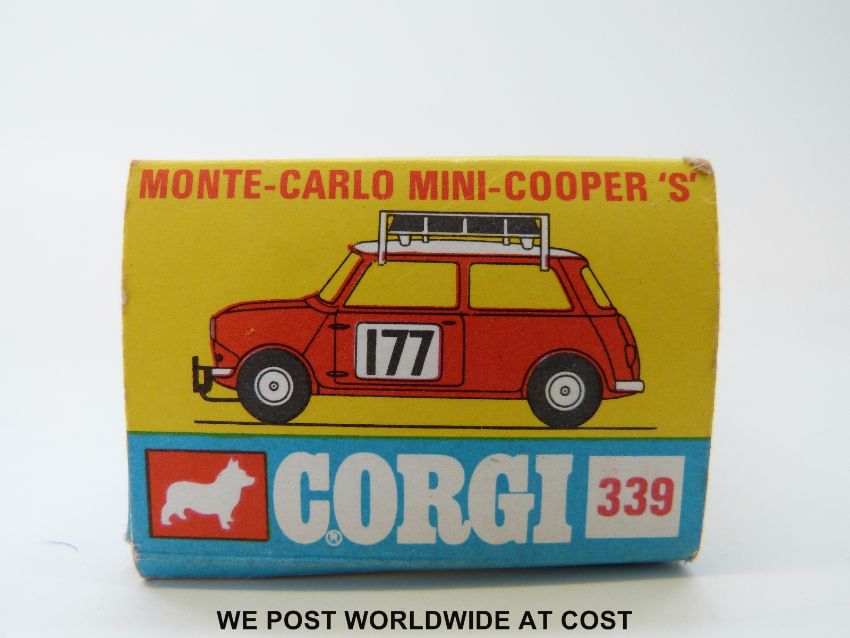 MONTE-CARLO MINI-COOPER 'S'
177
CORGI® 339
WE POST WORLDWIDE AT COST